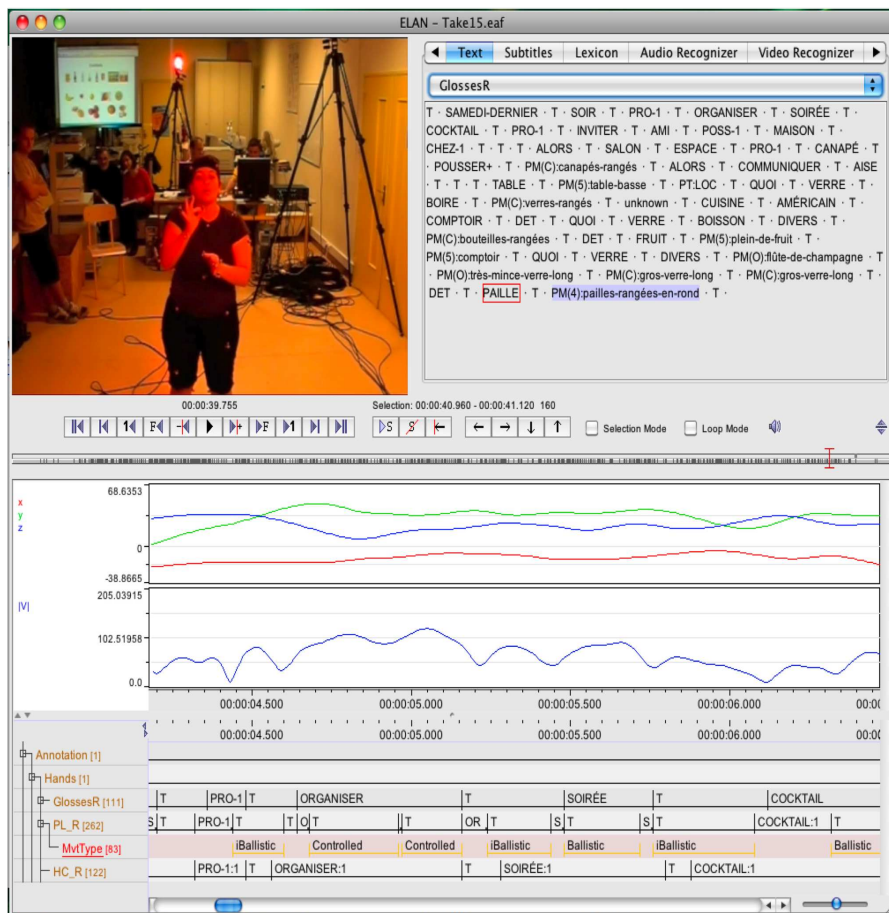 ELAN - Take15.eaf
Text Subtitles Lexicon Audio Recognizer Video Recognizer
GlossesR
T · SAMEDI-DERNIER · T · SOIR · T · PRO-1 · T · ORGANISER · T · SOIRÉE · T ·
COCKTAIL · T · PRO-1 · T · INVITER · T · AMI · T · POSS-1 · T · MAISON · T ·
CHEZ-1 · T · T · T · ALORS · T · SALON · T · ESPACE · T · PRO-1 · T · CANAPÉ · T
· POUSSER+ · T · PM(C):canapés-rangés · T · ALORS · T · COMMUNIQUER · T · AISE
· T · T · T · TABLE · T · PM(5):table-basse · T · PT:LOC · T · QUOI · T · VERRE · T ·
BOIRE · T · PM(C):verres-rangés · T · unknown · T · CUISINE · T · AMÉRICAIN · T ·
COMPTOIR · T · DET · T · QUOI · T · VERRE · T · BOISSON · T · DIVERS · T ·
PM(C):bouteilles-rangées · T · DET · T · FRUIT · T · PM(5):plein-de-fruit · T ·
PM(5):comptoir · T · QUOI · T · VERRE · T · DIVERS · T · PM(O):flûte-de-champagne · T
· PM(O):très-mince-verre-long · T · PM(C):gros-verre-long · T · PM(C):gros-verre-long · T ·
DET · T · PAILLE · T · PM(4):pailles-rangées-en-rond · T ·
00:00:39.755 Selection: 00:00:40.960 - 00:00:41.120 160
1 F + F 1 S S Selection Mode Loop Mode
x
y
z
68.6353
0
-38.8665
|V|
205.03915
102.51958
0.0
00:00:04.500 00:00:05.000 00:00:05.500 00:00:06.000 00:00
00:00:04.500 00:00:05.000 00:00:05.500 00:00:06.000 00:00
Annotation [1]
Hands [1]
GlossesR [111] T PRO-1 T ORGANISER T SOIRÉE T COCKTAIL
PL_R [262] S T PRO-1 T T O T T OR T S T S T COCKTAIL:1 T
MvtType [83] iBallistic Controlled Controlled iBallistic Ballistic iBallistic Ballistic
HC_R [122] PRO-1:1 T ORGANISER:1 T SOIRÉE:1 T COCKTAIL:1